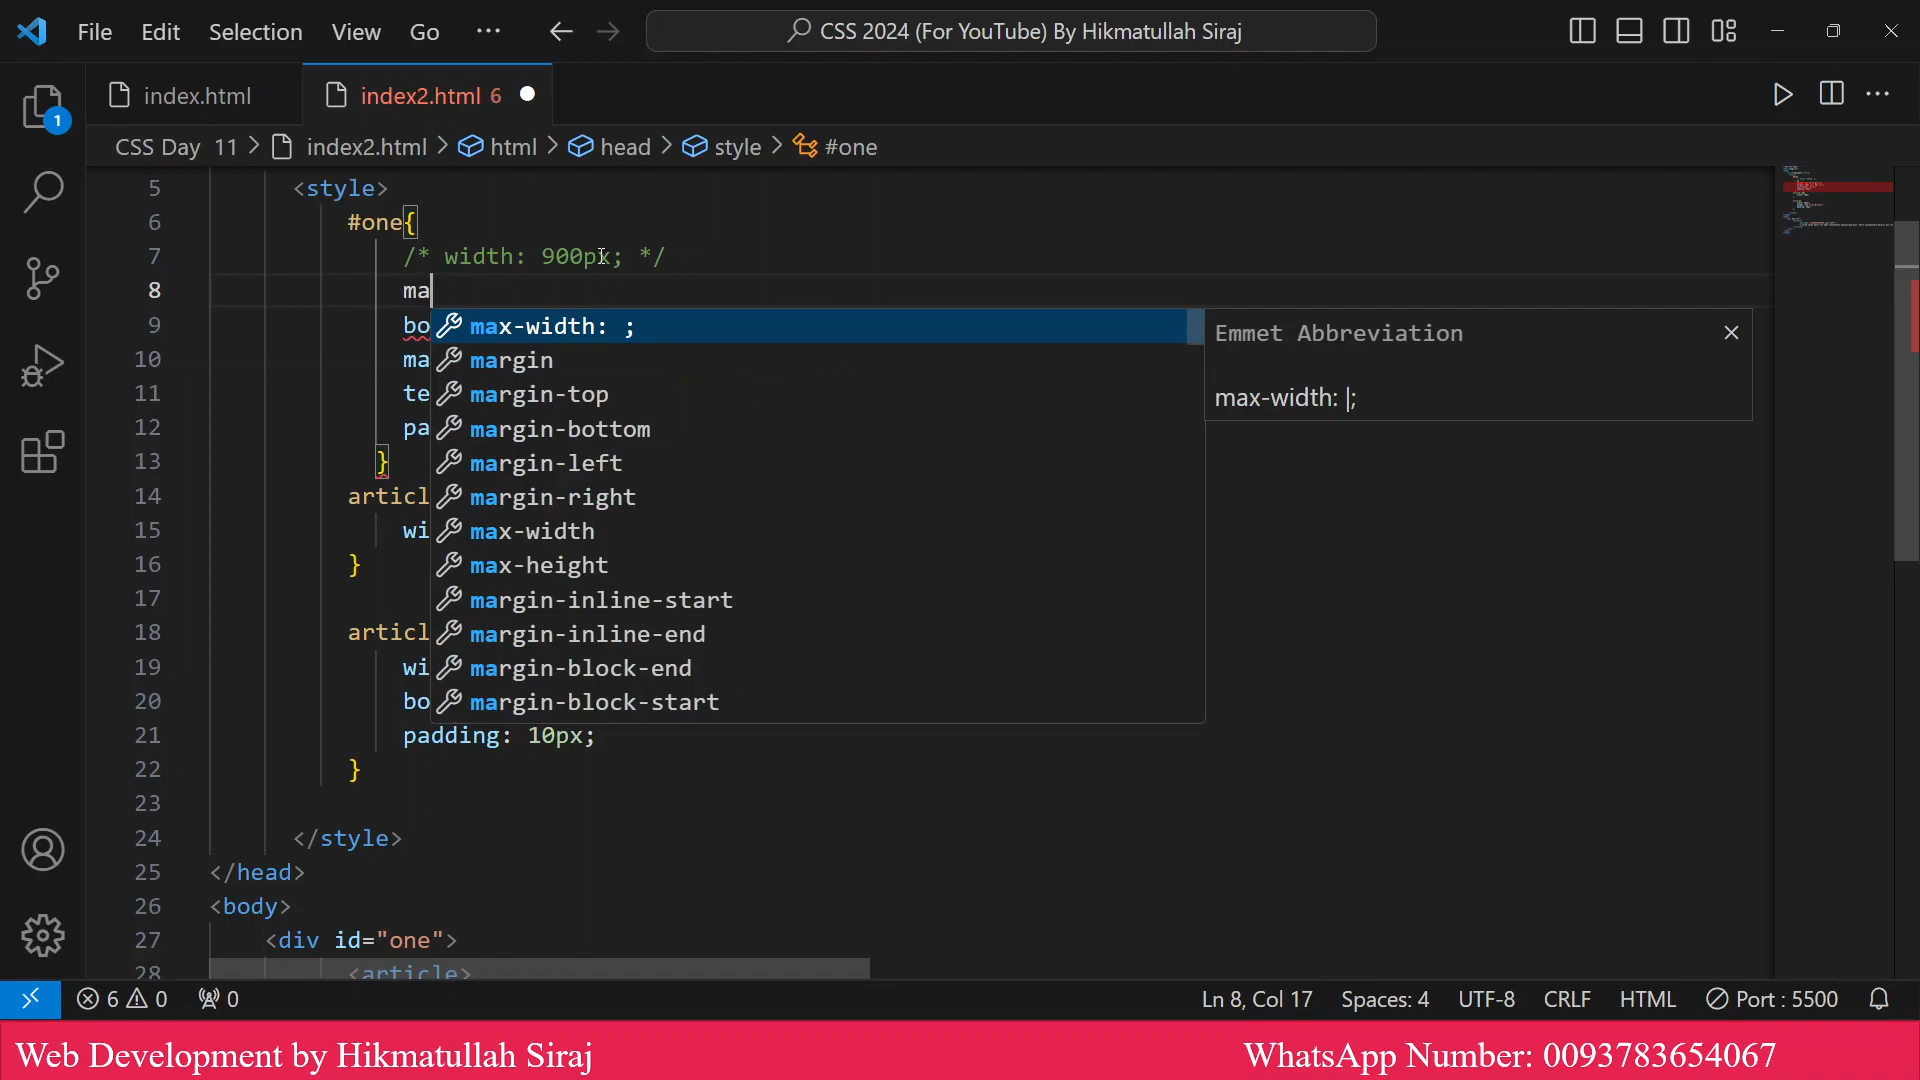 File Edit Selection View Go ··· CSS 2024 (For YouTube) By Hikmatullah Siraj
index.html index2.html 6
1
CSS Day 11 > index2.html > html > head > style > #one
5 <style>
6 #one{
7 /* width: 900px; */
8 ma
9 bo
10 ma
11 te
12 pa
13 }
14 articl
15 wi
16 }
17
18 articl
19 wi
20 bo
21 padding: 10px;
22 }
23
24 </style>
25 </head>
26 <body>
27 <div id="one">
28 <article>
max-width: ;
margin
margin-top
margin-bottom
margin-left
margin-right
max-width
max-height
margin-inline-start
margin-inline-end
margin-block-end
margin-block-start
Emmet Abbreviation
max-width: |;
6 0 0 Ln 8, Col 17 Spaces: 4 UTF-8 CRLF HTML Port : 5500
Web Development by Hikmatullah Siraj WhatsApp Number: 0093783654067